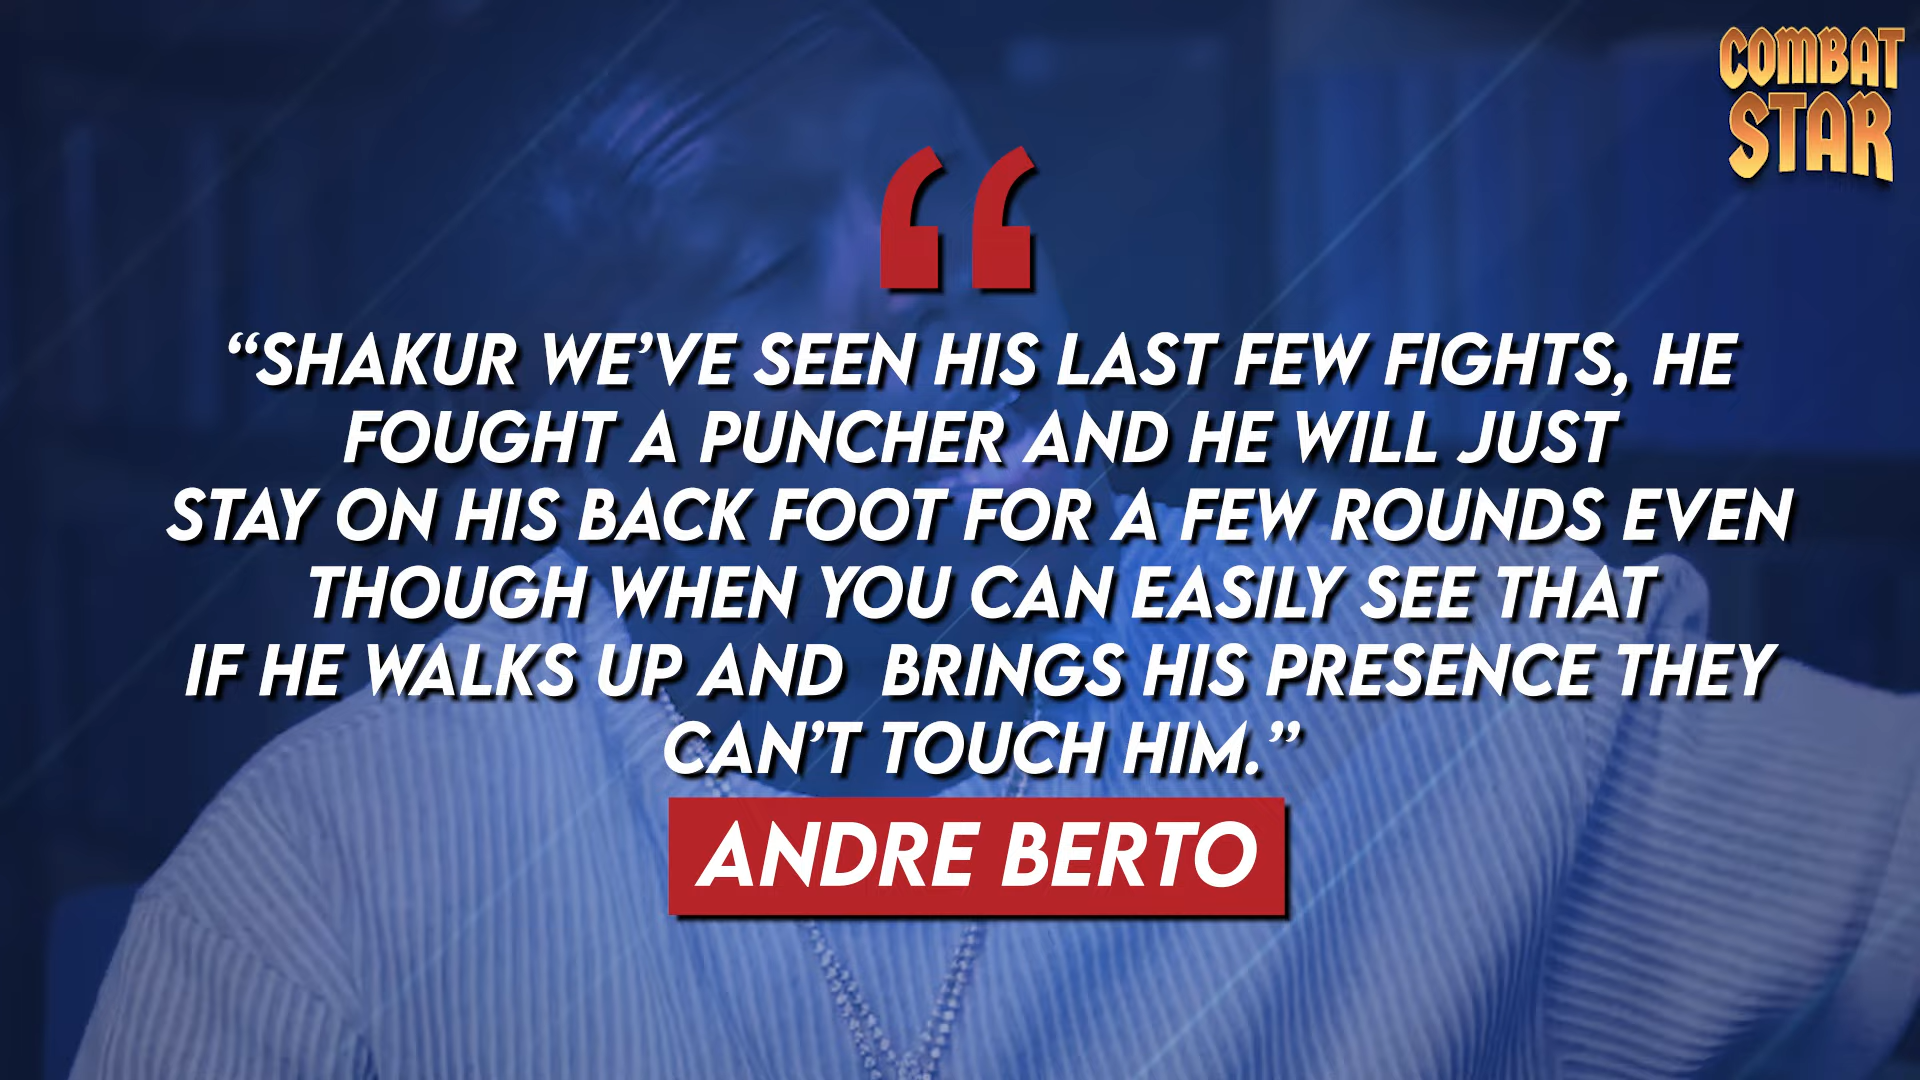 COMBAT
STAR
“
“SHAKUR WE’VE SEEN HIS LAST FEW FIGHTS, HE
FOUGHT A PUNCHER AND HE WILL JUST
STAY ON HIS BACK FOOT FOR A FEW ROUNDS EVEN
THOUGH WHEN YOU CAN EASILY SEE THAT
IF HE WALKS UP AND  BRINGS HIS PRESENCE THEY
CAN’T TOUCH HIM.”
ANDRE BERTO